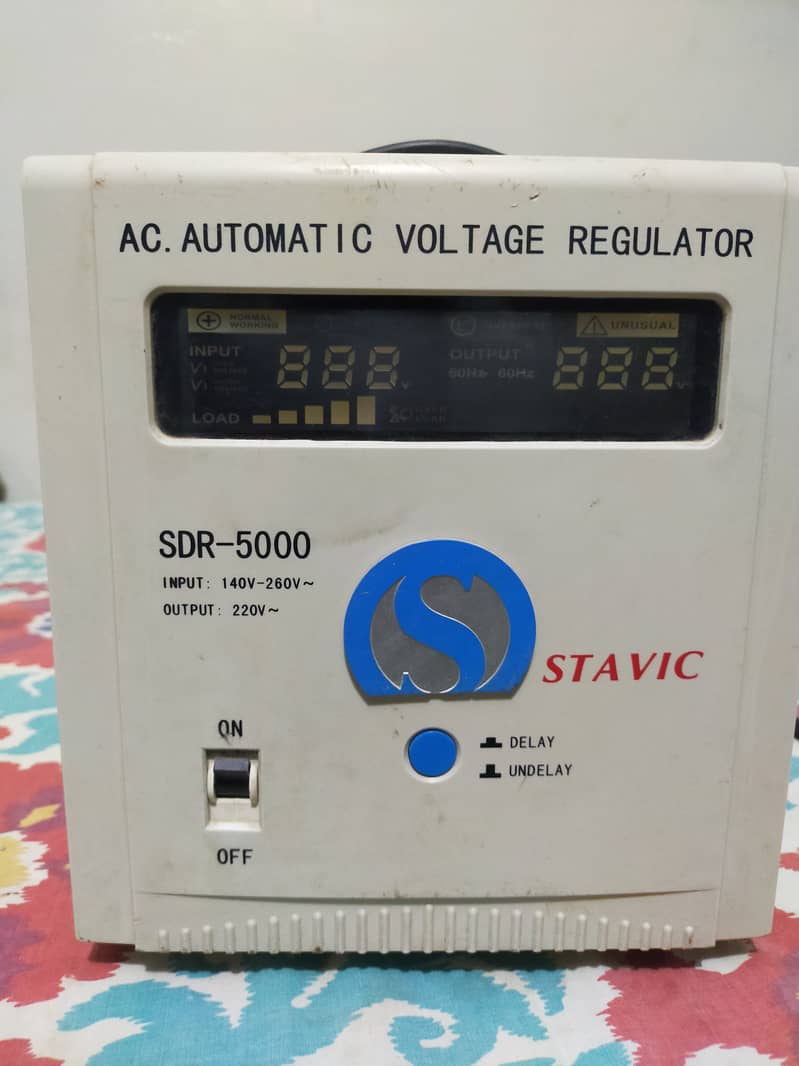 AC. AUTOMATIC VOLTAGE REGULATOR
NORMAL WORKING
UNUSUAL
INPUT
888 V
OUTPUT
50Hz 60Hz
888 V
LOAD
SDR-5000
INPUT: 140V-260V~
OUTPUT: 220V~
S
STAVIC
ON
DELAY
UNDELAY
OFF